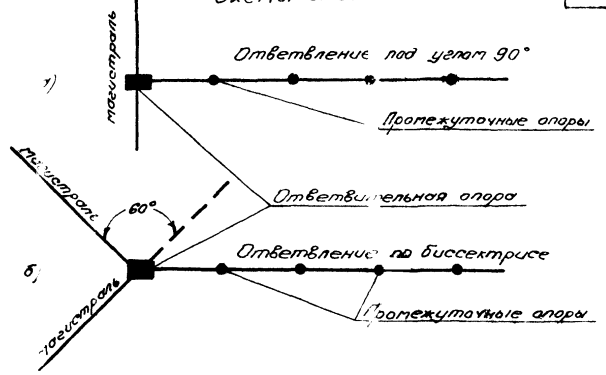 Ответвление под углом 90°
магистраль
а)
Промежуточные опоры
магистраль
60°
Ответвительная опора
Ответвление по биссектрисе
б)
магистраль
Промежуточные опоры